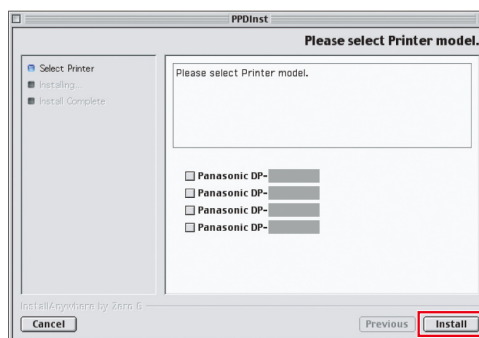 PPDInst
Please select Printer model.
Select Printer
Installing...
Install Complete
Please select Printer model.
Panasonic DP-
Panasonic DP-
Panasonic DP-
Panasonic DP-
InstallAnywhere by Zero G
Cancel
Previous
Install